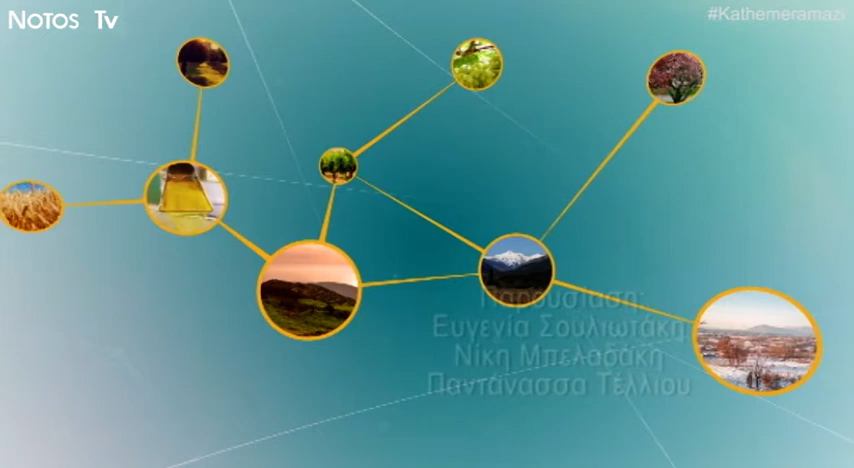 Notos Tv
#Kathemeramazi
Παρουσίαση:
Ευγενία Σουλιωτάκη
Νίκη Μπελαδάκη
Παντάνασσα Τέλλιου